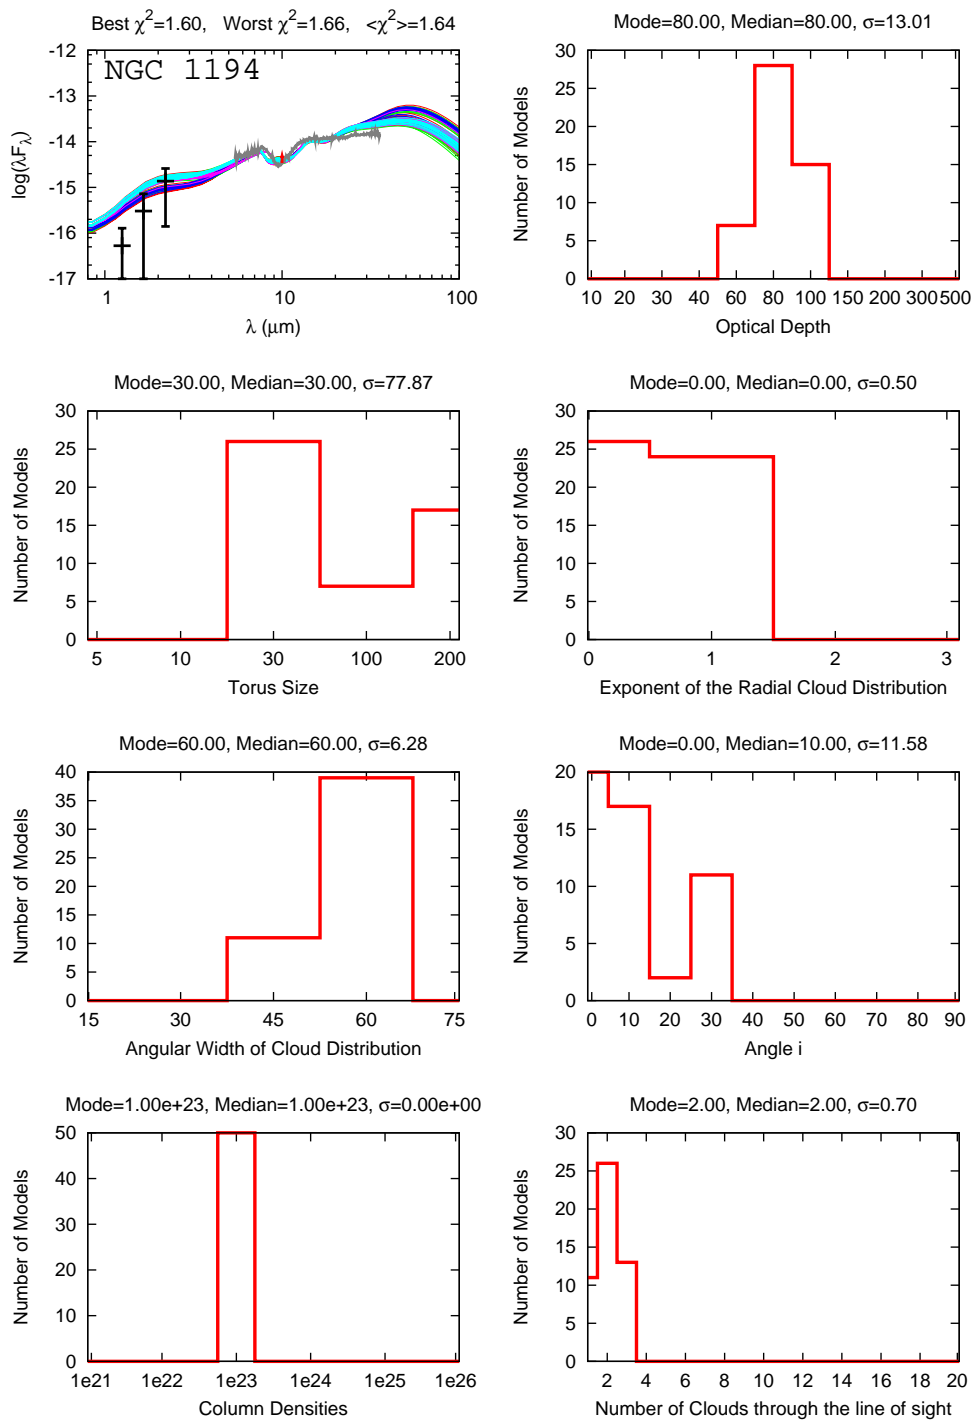 Best χ²=1.60, Worst χ²=1.66, <χ²>=1.64
NGC 1194
log(λFλ)
-12
-13
-14
-15
-16
-17
1 10 100
λ (μm)
Mode=80.00, Median=80.00, σ=13.01
Number of Models
30
25
20
15
10
5
0
10 20 30 40 60 80 100 150 200 300 500
Optical Depth
Mode=30.00, Median=30.00, σ=77.87
Number of Models
30
25
20
15
10
5
0
5 10 30 100 200
Torus Size
Mode=0.00, Median=0.00, σ=0.50
Number of Models
30
25
20
15
10
5
0
0 1 2 3
Exponent of the Radial Cloud Distribution
Mode=60.00, Median=60.00, σ=6.28
Number of Models
40
35
30
25
20
15
10
5
0
15 30 45 60 75
Angular Width of Cloud Distribution
Mode=0.00, Median=10.00, σ=11.58
Number of Models
20
15
10
5
0
0 10 20 30 40 50 60 70 80 90
Angle i
Mode=1.00e+23, Median=1.00e+23, σ=0.00e+00
Number of Models
50
40
30
20
10
0
1e21 1e22 1e23 1e24 1e25 1e26
Column Densities
Mode=2.00, Median=2.00, σ=0.70
Number of Models
30
25
20
15
10
5
0
2 4 6 8 10 12 14 16 18 20
Number of Clouds through the line of sight